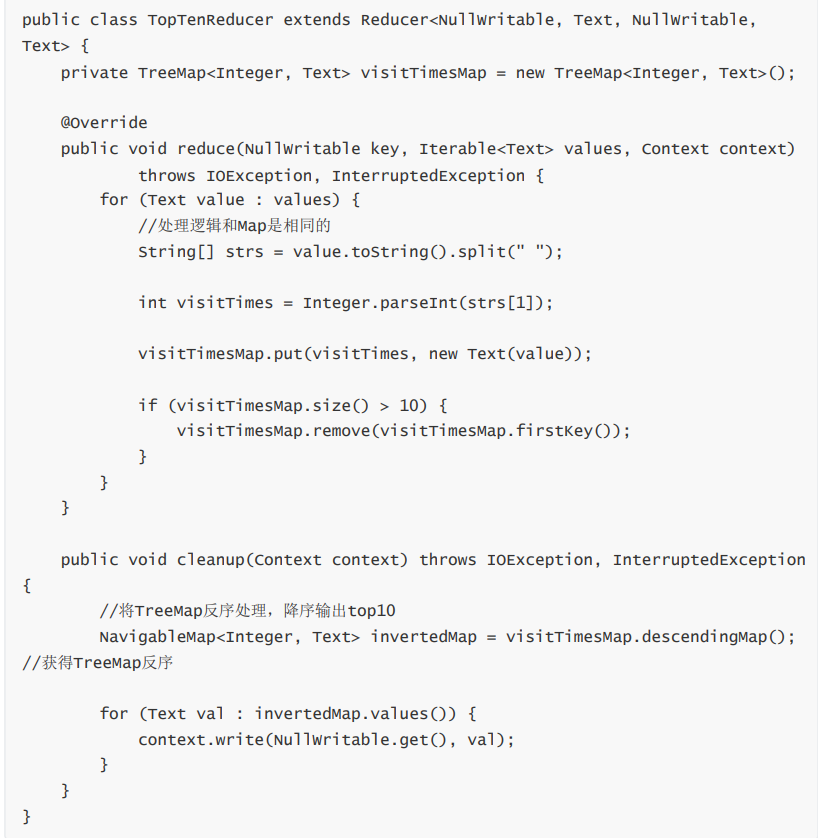 public class TopTenReducer extends Reducer<NullWritable, Text, NullWritable,
Text> {
    private TreeMap<Integer, Text> visitTimesMap = new TreeMap<Integer, Text>();
    @Override
    public void reduce(NullWritable key, Iterable<Text> values, Context context)
            throws IOException, InterruptedException {
        for (Text value : values) {
            //处理逻辑和Map是相同的
            String[] strs = value.toString().split(" ");
            int visitTimes = Integer.parseInt(strs[1]);
            visitTimesMap.put(visitTimes, new Text(value));
            if (visitTimesMap.size() > 10) {
                visitTimesMap.remove(visitTimesMap.firstKey());
            }
        }
    }
    public void cleanup(Context context) throws IOException, InterruptedException
{
        //将TreeMap反序处理，降序输出top10
        NavigableMap<Integer, Text> invertedMap = visitTimesMap.descendingMap();
//获得TreeMap反序
        for (Text val : invertedMap.values()) {
            context.write(NullWritable.get(), val);
        }
    }
}